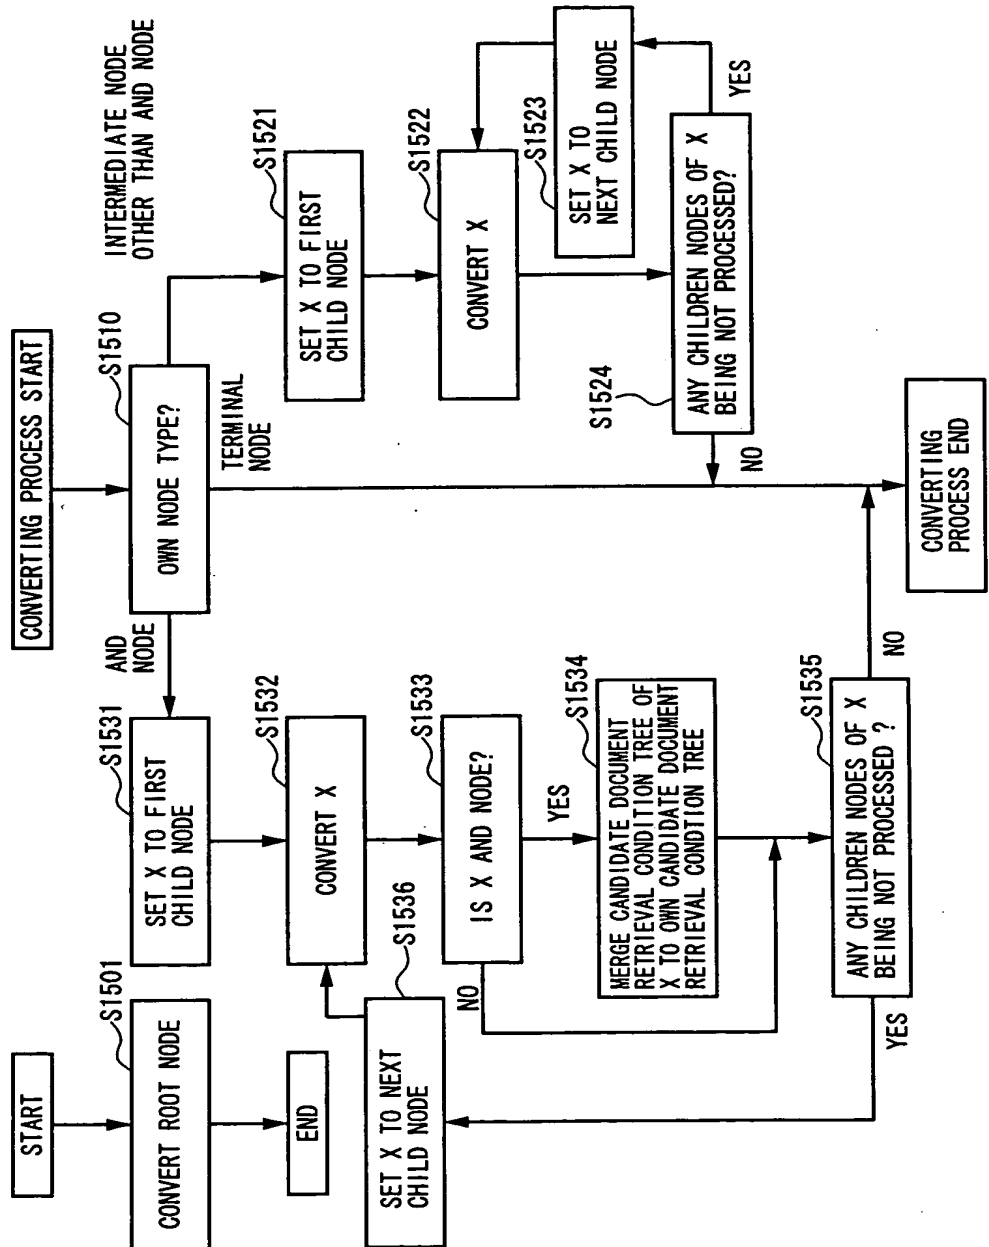 START
S1501
CONVERT ROOT NODE
END
CONVERTING PROCESS START
S1510
OWN NODE TYPE?
AND
NODE
TERMINAL
NODE
INTERMEDIATE NODE
OTHER THAN AND NODE
S1531
SET X TO FIRST
CHILD NODE
S1532
CONVERT X
S1533
IS X AND NODE?
NO
YES
S1534
MERGE CANDIDATE DOCUMENT
RETRIEVAL CONDITION TREE OF
X TO OWN CANDIDATE DOCUMENT
RETRIEVAL CONDTION TREE
S1535
ANY CHILDREN NODES OF X
BEING NOT PROCESSED ?
YES
NO
S1536
SET X TO NEXT
CHILD NODE
S1521
SET X TO FIRST
CHILD NODE
S1522
CONVERT X
S1523
SET X TO
NEXT CHILD NODE
S1524
ANY CHILDREN NODES OF X
BEING NOT PROCESSED?
YES
NO
CONVERTING
PROCESS END